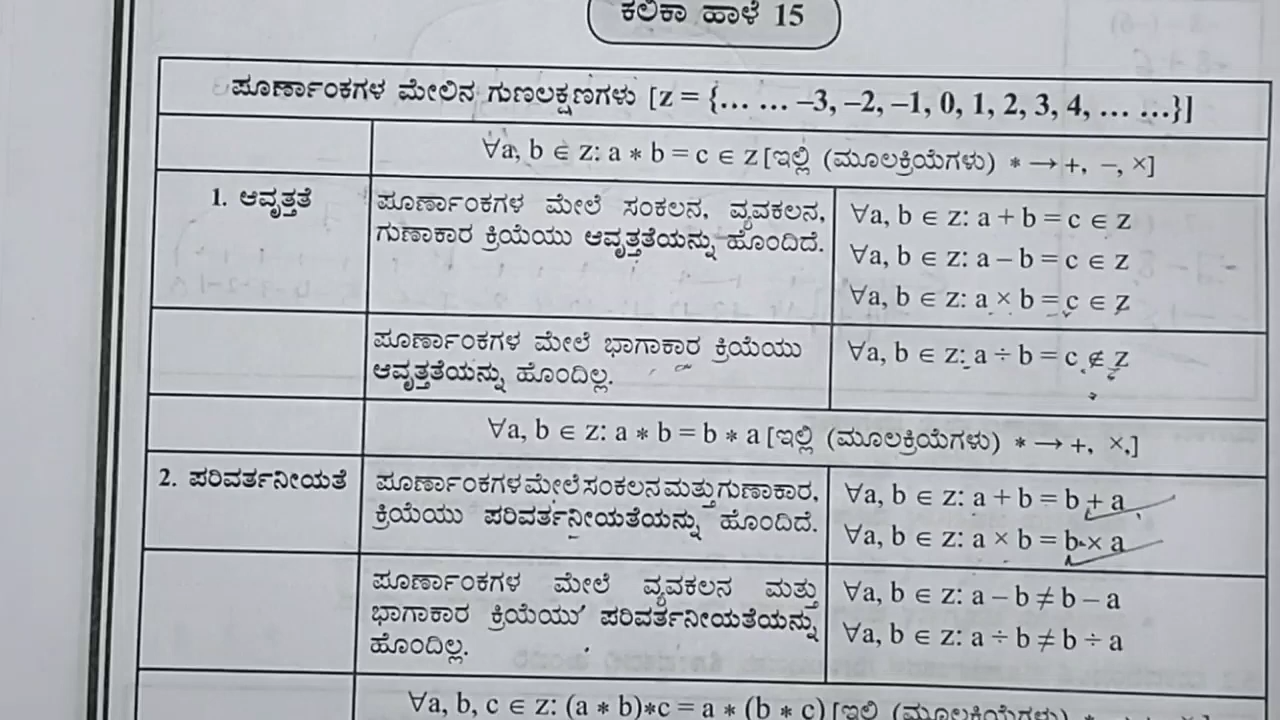 ಕಲಿಕಾ ಹಾಳೆ 15
ಪೂರ್ಣಾಂಕಗಳ ಮೇಲಿನ ಗುಣಲಕ್ಷಣಗಳು [z = {... ... –3, –2, –1, 0, 1, 2, 3, 4, ... ...}]
∀a, b ∈ z: a * b = c ∈ z [ಇಲ್ಲಿ (ಮೂಲಕ್ರಿಯೆಗಳು) * → +, –, ×]
1. ಆವೃತ್ತತೆ
ಪೂರ್ಣಾಂಕಗಳ ಮೇಲೆ ಸಂಕಲನ, ವ್ಯವಕಲನ,
ಗುಣಾಕಾರ ಕ್ರಿಯೆಯು ಆವೃತ್ತತೆಯನ್ನು ಹೊಂದಿದೆ.
∀a, b ∈ z: a + b = c ∈ z
∀a, b ∈ z: a – b = c ∈ z
∀a, b ∈ z: a × b = c ∈ z
ಪೂರ್ಣಾಂಕಗಳ ಮೇಲೆ ಭಾಗಾಕಾರ ಕ್ರಿಯೆಯು
ಆವೃತ್ತತೆಯನ್ನು ಹೊಂದಿಲ್ಲ.
∀a, b ∈ z: a ÷ b = c ∉ z
∀a, b ∈ z: a * b = b * a [ಇಲ್ಲಿ (ಮೂಲಕ್ರಿಯೆಗಳು) * → +, ×,]
2. ಪರಿವರ್ತನೀಯತೆ
ಪೂರ್ಣಾಂಕಗಳ ಮೇಲೆ ಸಂಕಲನ ಮತ್ತು ಗುಣಾಕಾರ,
ಕ್ರಿಯೆಯು ಪರಿವರ್ತನೀಯತೆಯನ್ನು ಹೊಂದಿದೆ.
∀a, b ∈ z: a + b = b + a
∀a, b ∈ z: a × b = b × a
ಪೂರ್ಣಾಂಕಗಳ ಮೇಲೆ ವ್ಯವಕಲನ ಮತ್ತು
ಭಾಗಾಕಾರ ಕ್ರಿಯೆಯು ಪರಿವರ್ತನೀಯತೆಯನ್ನು
ಹೊಂದಿಲ್ಲ.
∀a, b ∈ z: a – b ≠ b – a
∀a, b ∈ z: a ÷ b ≠ b ÷ a
∀a, b, c ∈ z: (a * b)*c = a * (b * c) [ಇಲ್ಲಿ (ಮೂಲಕ್ರಿಯೆಗಳು)